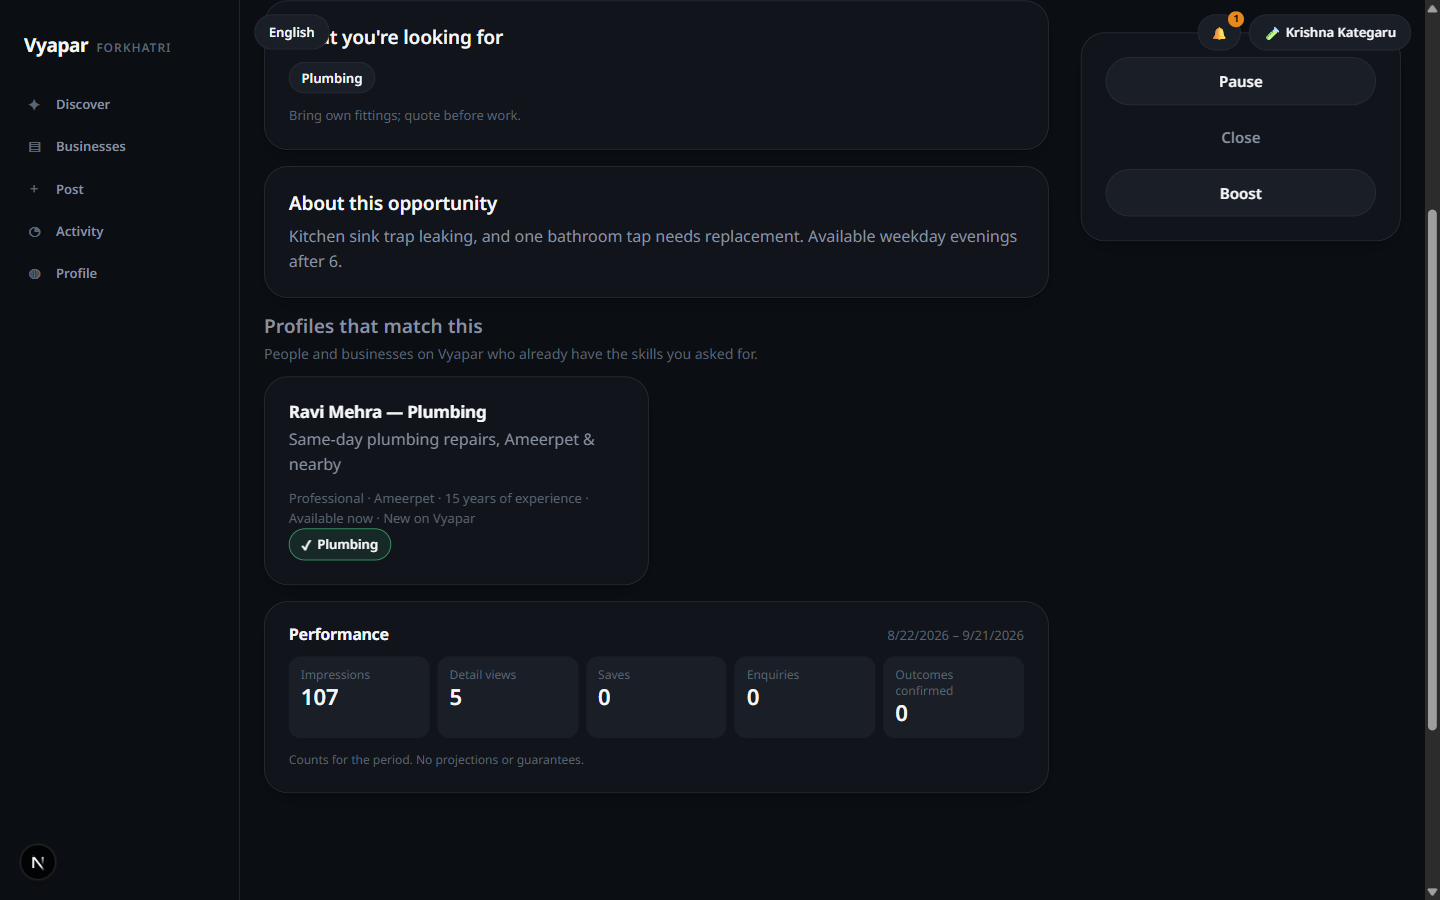 Vyapar FORKHATRI
Discover
Businesses
Post
Activity
Profile
English
1
Krishna Kategaru
t you're looking for
Plumbing
Bring own fittings; quote before work.
Pause
Close
Boost
About this opportunity
Kitchen sink trap leaking, and one bathroom tap needs replacement. Available weekday evenings
after 6.
Profiles that match this
People and businesses on Vyapar who already have the skills you asked for.
Ravi Mehra — Plumbing
Same-day plumbing repairs, Ameerpet &
nearby
Professional · Ameerpet · 15 years of experience ·
Available now · New on Vyapar
✓ Plumbing
Performance
8/22/2026 – 9/21/2026
Impressions
107
Detail views
5
Saves
0
Enquiries
0
Outcomes
confirmed
0
Counts for the period. No projections or guarantees.
N